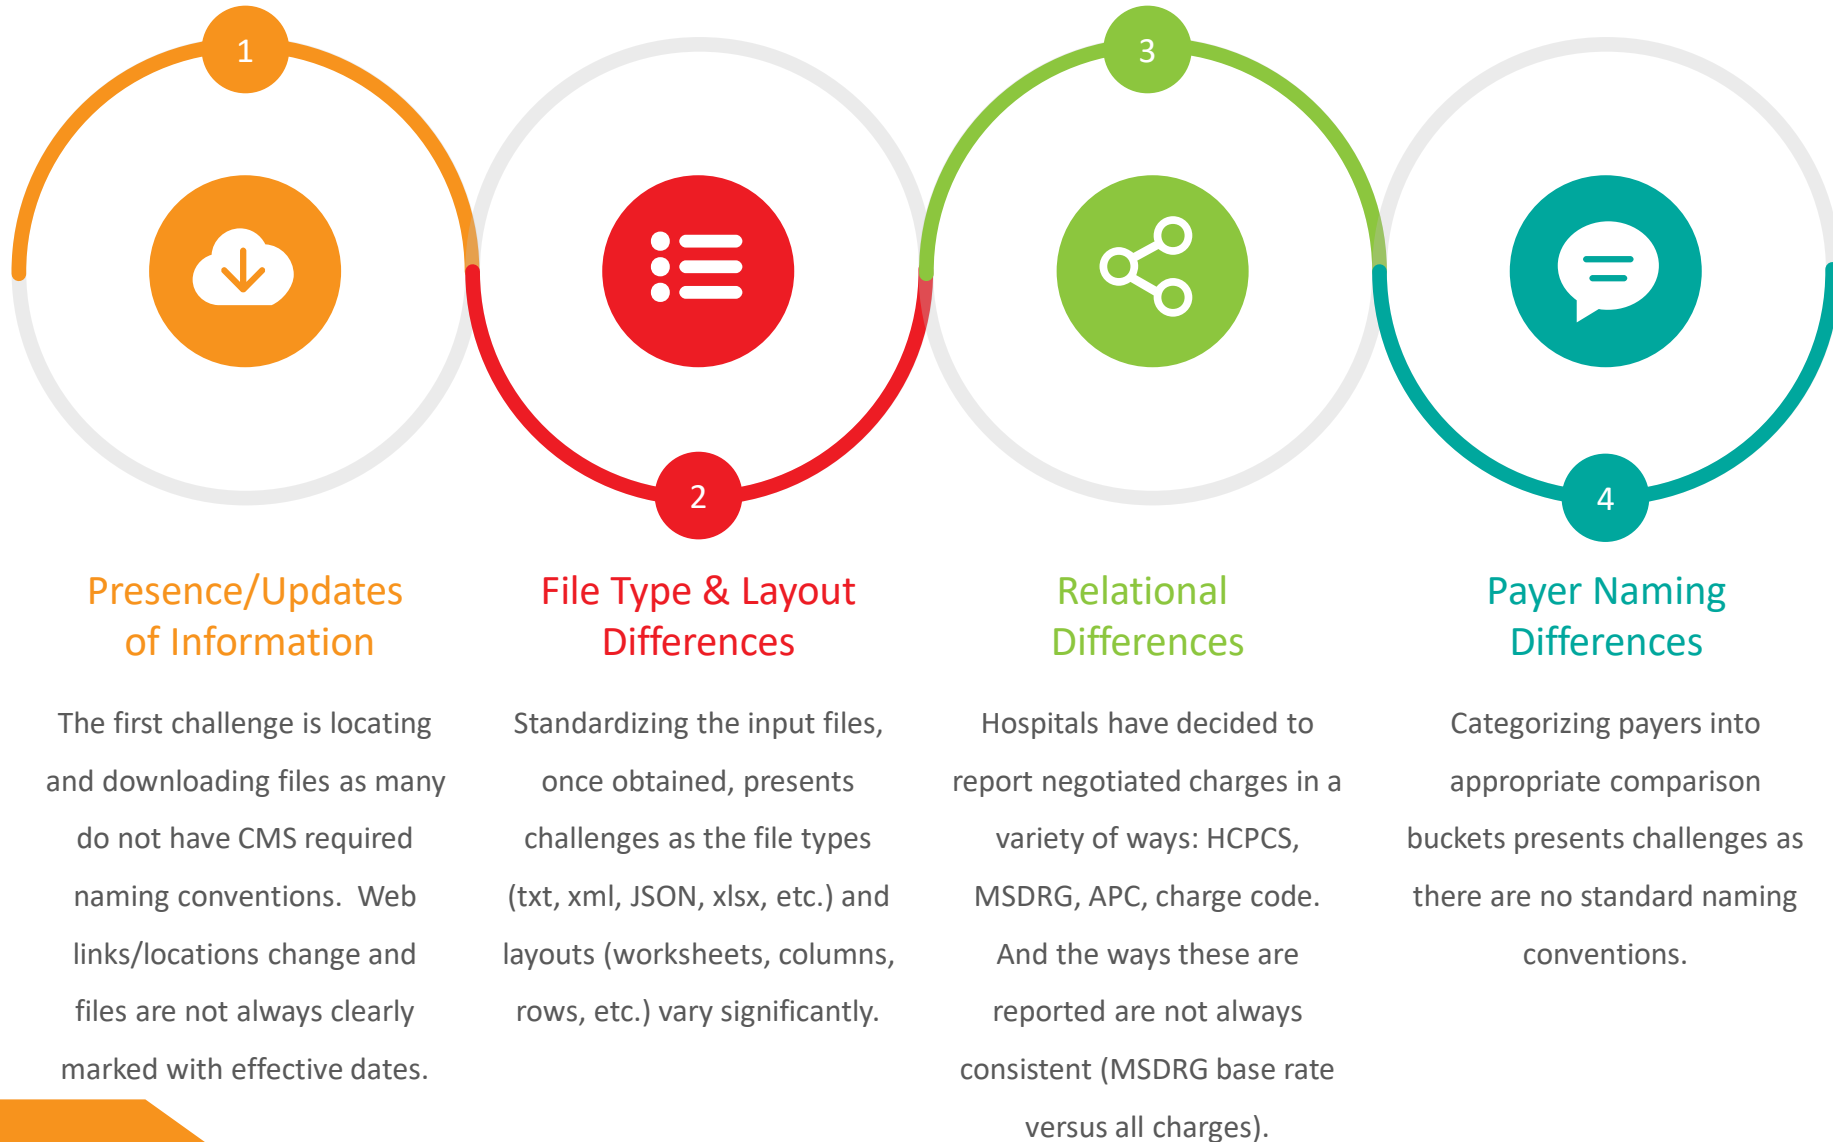 1
Presence/Updates
of Information
The first challenge is locating
and downloading files as many
do not have CMS required
naming conventions.  Web
links/locations change and
files are not always clearly
marked with effective dates.
2
File Type & Layout
Differences
Standardizing the input files,
once obtained, presents
challenges as the file types
(txt, xml, JSON, xlsx, etc.) and
layouts (worksheets, columns,
rows, etc.) vary significantly.
3
Relational
Differences
Hospitals have decided to
report negotiated charges in a
variety of ways: HCPCS,
MSDRG, APC, charge code.
And the ways these are
reported are not always
consistent (MSDRG base rate
versus all charges).
4
Payer Naming
Differences
Categorizing payers into
appropriate comparison
buckets presents challenges as
there are no standard naming
conventions.